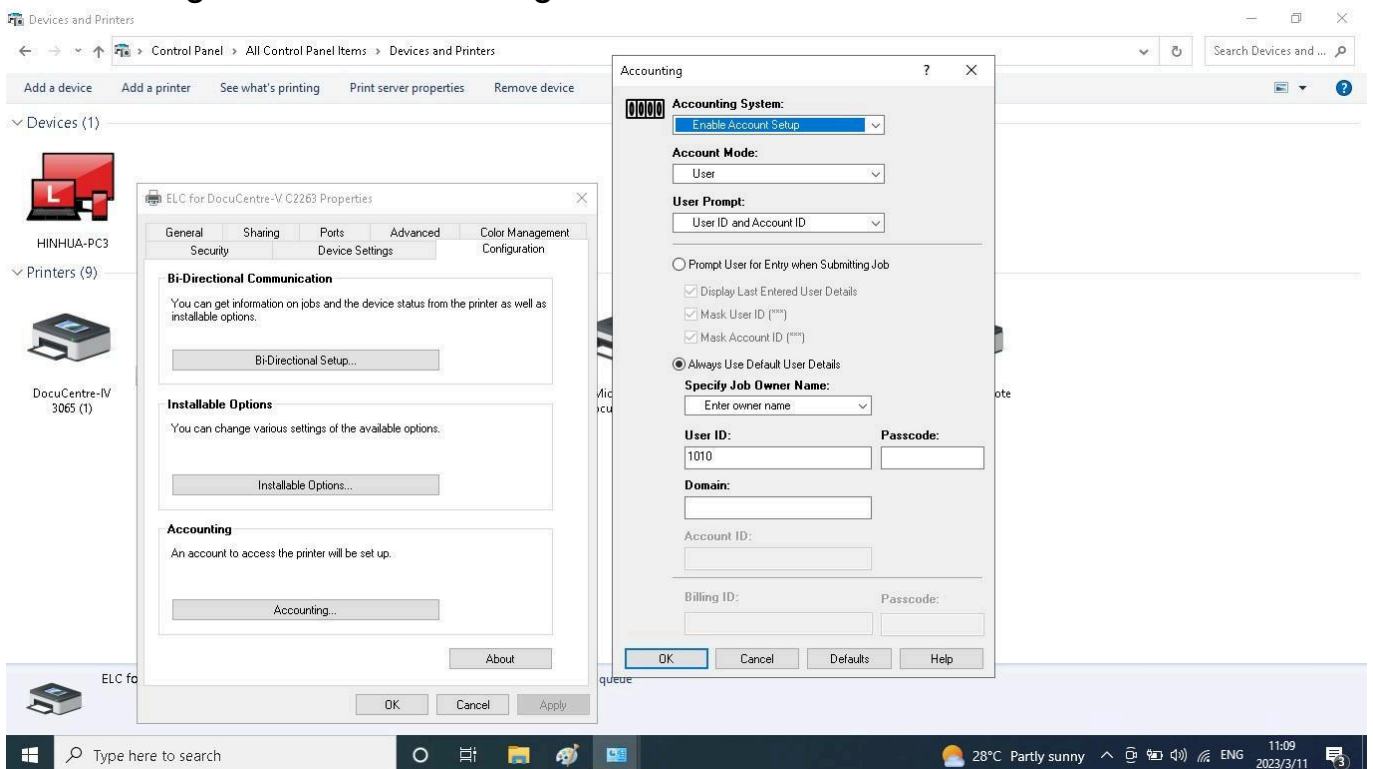 Devices and Printers
Control Panel > All Control Panel Items > Devices and Printers
Search Devices and ...
Add a device Add a printer See what's printing Print server properties Remove device
Devices (1)
L
HINHUA-PC3
Printers (9)
DocuCentre-IV
3065 (1)
ote
ELC for DocuCentre-V C2263 Properties
General Sharing Ports Advanced Color Management
Security Device Settings Configuration
Bi-Directional Communication
You can get information on jobs and the device status from the printer as well as
installable options.
Bi-Directional Setup...
Installable Options
You can change various settings of the available options.
Installable Options...
Accounting
An account to access the printer will be set up.
Accounting...
About
OK Cancel Apply
Accounting ? X
0000 Accounting System:
Enable Account Setup
Account Mode:
User
User Prompt:
User ID and Account ID
Prompt User for Entry when Submitting Job
Display Last Entered User Details
Mask User ID (***)
Mask Account ID (***)
Always Use Default User Details
Specify Job Owner Name:
Enter owner name
User ID: Passcode:
1010
Domain:
Account ID:
Billing ID: Passcode:
OK Cancel Defaults Help
ELC fo
queue
Type here to search
28°C Partly sunny ENG 11:09
2023/3/11
3